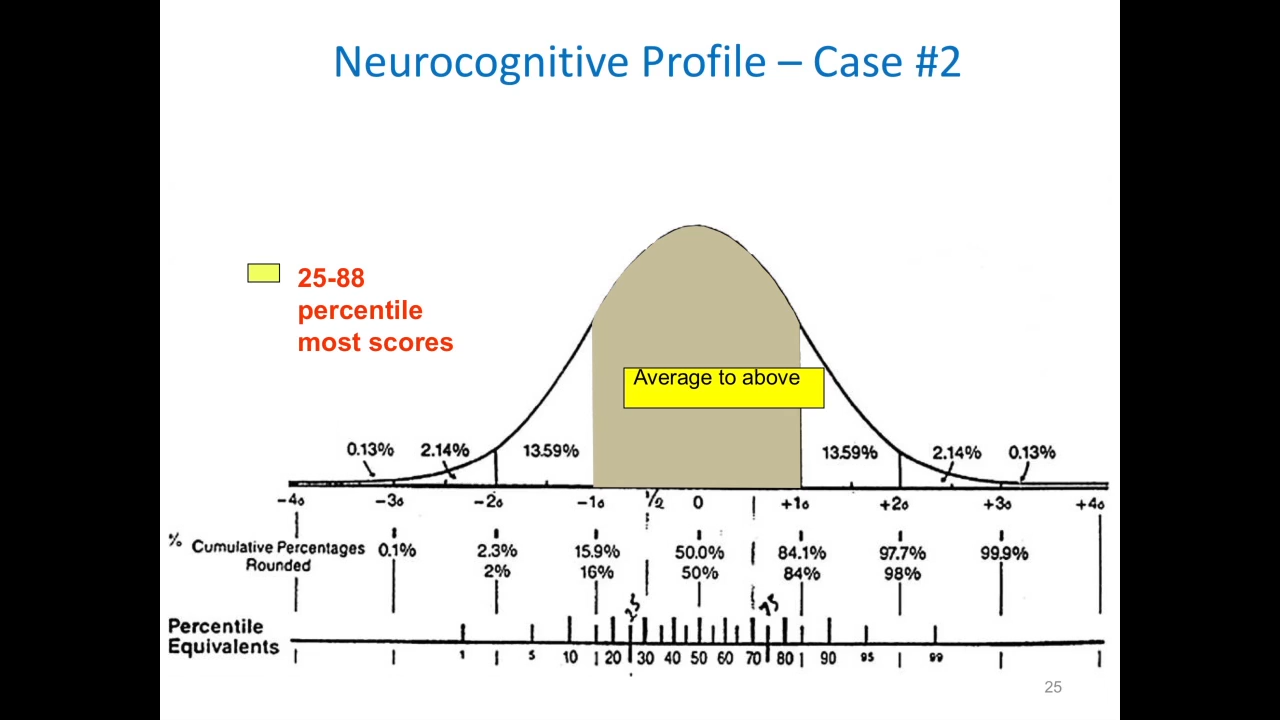 Neurocognitive Profile – Case #2
25-88
percentile
most scores
Average to above
0.13% 2.14% 13.59% 13.59% 2.14% 0.13%
-4σ -3σ -2σ -1σ ½ 0 +1σ +2σ +3σ +4σ
% Cumulative Percentages 0.1% 2.3% 15.9% 50.0% 84.1% 97.7% 99.9%
Rounded 2% 16% 50% 84% 98%
25 75
Percentile
Equivalents
1 5 10 20 30 40 50 60 70 80 90 95 99
25